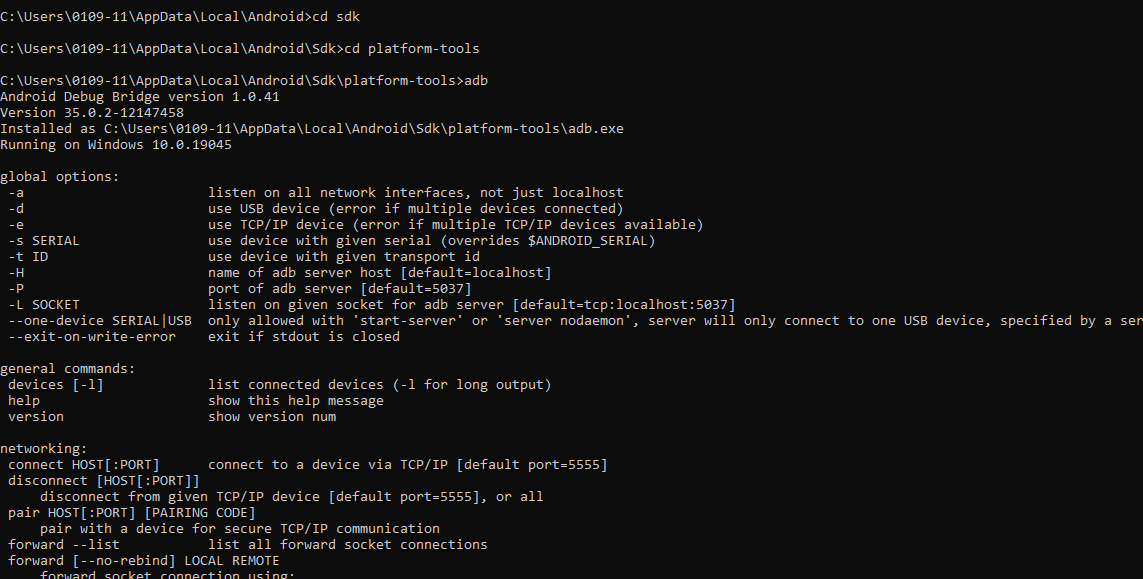 C:\Users\0109-11\AppData\Local\Android>cd sdk
C:\Users\0109-11\AppData\Local\Android\Sdk>cd platform-tools
C:\Users\0109-11\AppData\Local\Android\Sdk\platform-tools>adb
Android Debug Bridge version 1.0.41
Version 35.0.2-12147458
Installed as C:\Users\0109-11\AppData\Local\Android\Sdk\platform-tools\adb.exe
Running on Windows 10.0.19045
global options:
-a listen on all network interfaces, not just localhost
-d use USB device (error if multiple devices connected)
-e use TCP/IP device (error if multiple TCP/IP devices available)
-s SERIAL use device with given serial (overrides $ANDROID_SERIAL)
-t ID use device with given transport id
-H name of adb server host [default=localhost]
-P port of adb server [default=5037]
-L SOCKET listen on given socket for adb server [default=tcp:localhost:5037]
--one-device SERIAL|USB only allowed with 'start-server' or 'server nodaemon', server will only connect to one USB device, specified by a ser
--exit-on-write-error exit if stdout is closed
general commands:
devices [-l] list connected devices (-l for long output)
help show this help message
version show version num
networking:
connect HOST[:PORT] connect to a device via TCP/IP [default port=5555]
disconnect [HOST[:PORT]]
disconnect from given TCP/IP device [default port=5555], or all
pair HOST[:PORT] [PAIRING CODE]
pair with a device for secure TCP/IP communication
forward --list list all forward socket connections
forward [--no-rebind] LOCAL REMOTE
forward socket connection using: